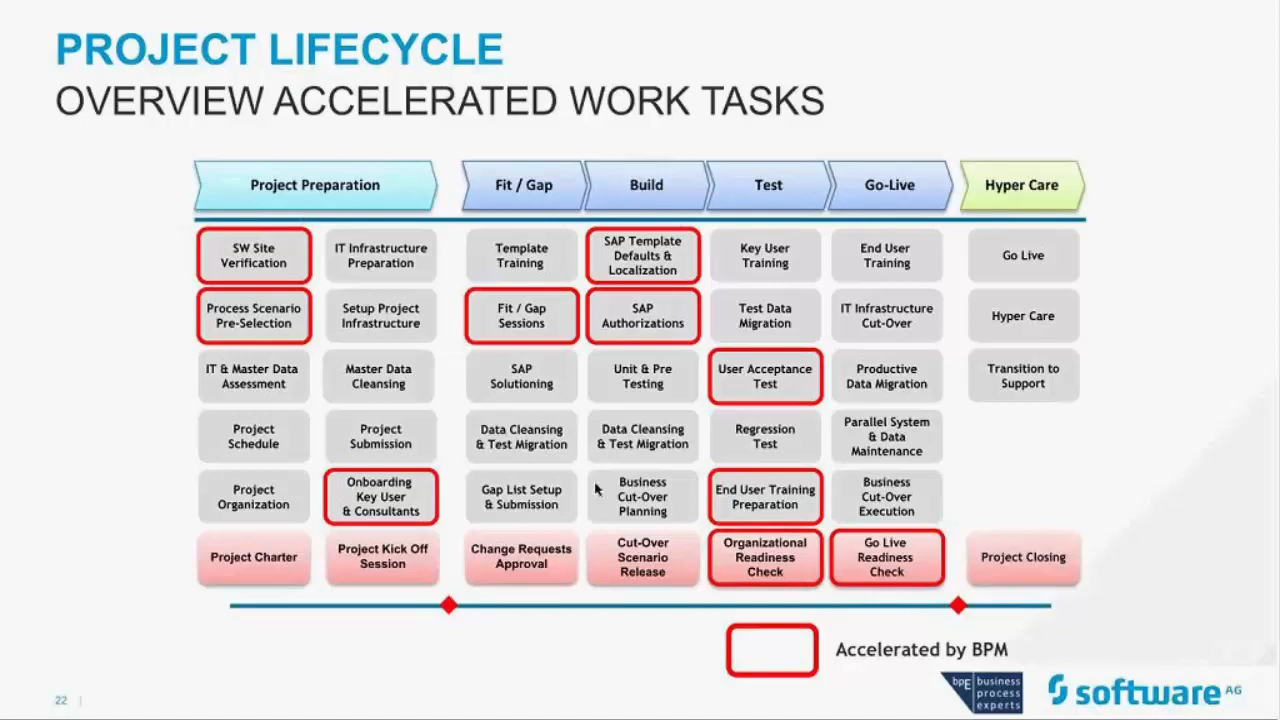 PROJECT LIFECYCLE
OVERVIEW ACCELERATED WORK TASKS
Project Preparation
Fit / Gap
Build
Test
Go-Live
Hyper Care
SW Site
Verification
IT Infrastructure
Preparation
Template
Training
SAP Template
Defaults &
Localization
Key User
Training
End User
Training
Go Live
Process Scenario
Pre-Selection
Setup Project
Infrastructure
Fit / Gap
Sessions
SAP
Authorizations
Test Data
Migration
IT Infrastructure
Cut-Over
Hyper Care
IT & Master Data
Assessment
Master Data
Cleansing
SAP
Solutioning
Unit & Pre
Testing
User Acceptance
Test
Productive
Data Migration
Transition to
Support
Project
Schedule
Project
Submission
Data Cleansing
& Test Migration
Data Cleansing
& Test Migration
Regression
Test
Parallel System
& Data
Maintenance
Project
Organization
Onboarding
Key User
& Consultants
Gap List Setup
& Submission
Business
Cut-Over
Planning
End User Training
Preparation
Business
Cut-Over
Execution
Project Charter
Project Kick Off
Session
Change Requests
Approval
Cut-Over
Scenario
Release
Organizational
Readiness
Check
Go Live
Readiness
Check
Project Closing
Accelerated by BPM
22 |
bpE business
process
experts
software AG